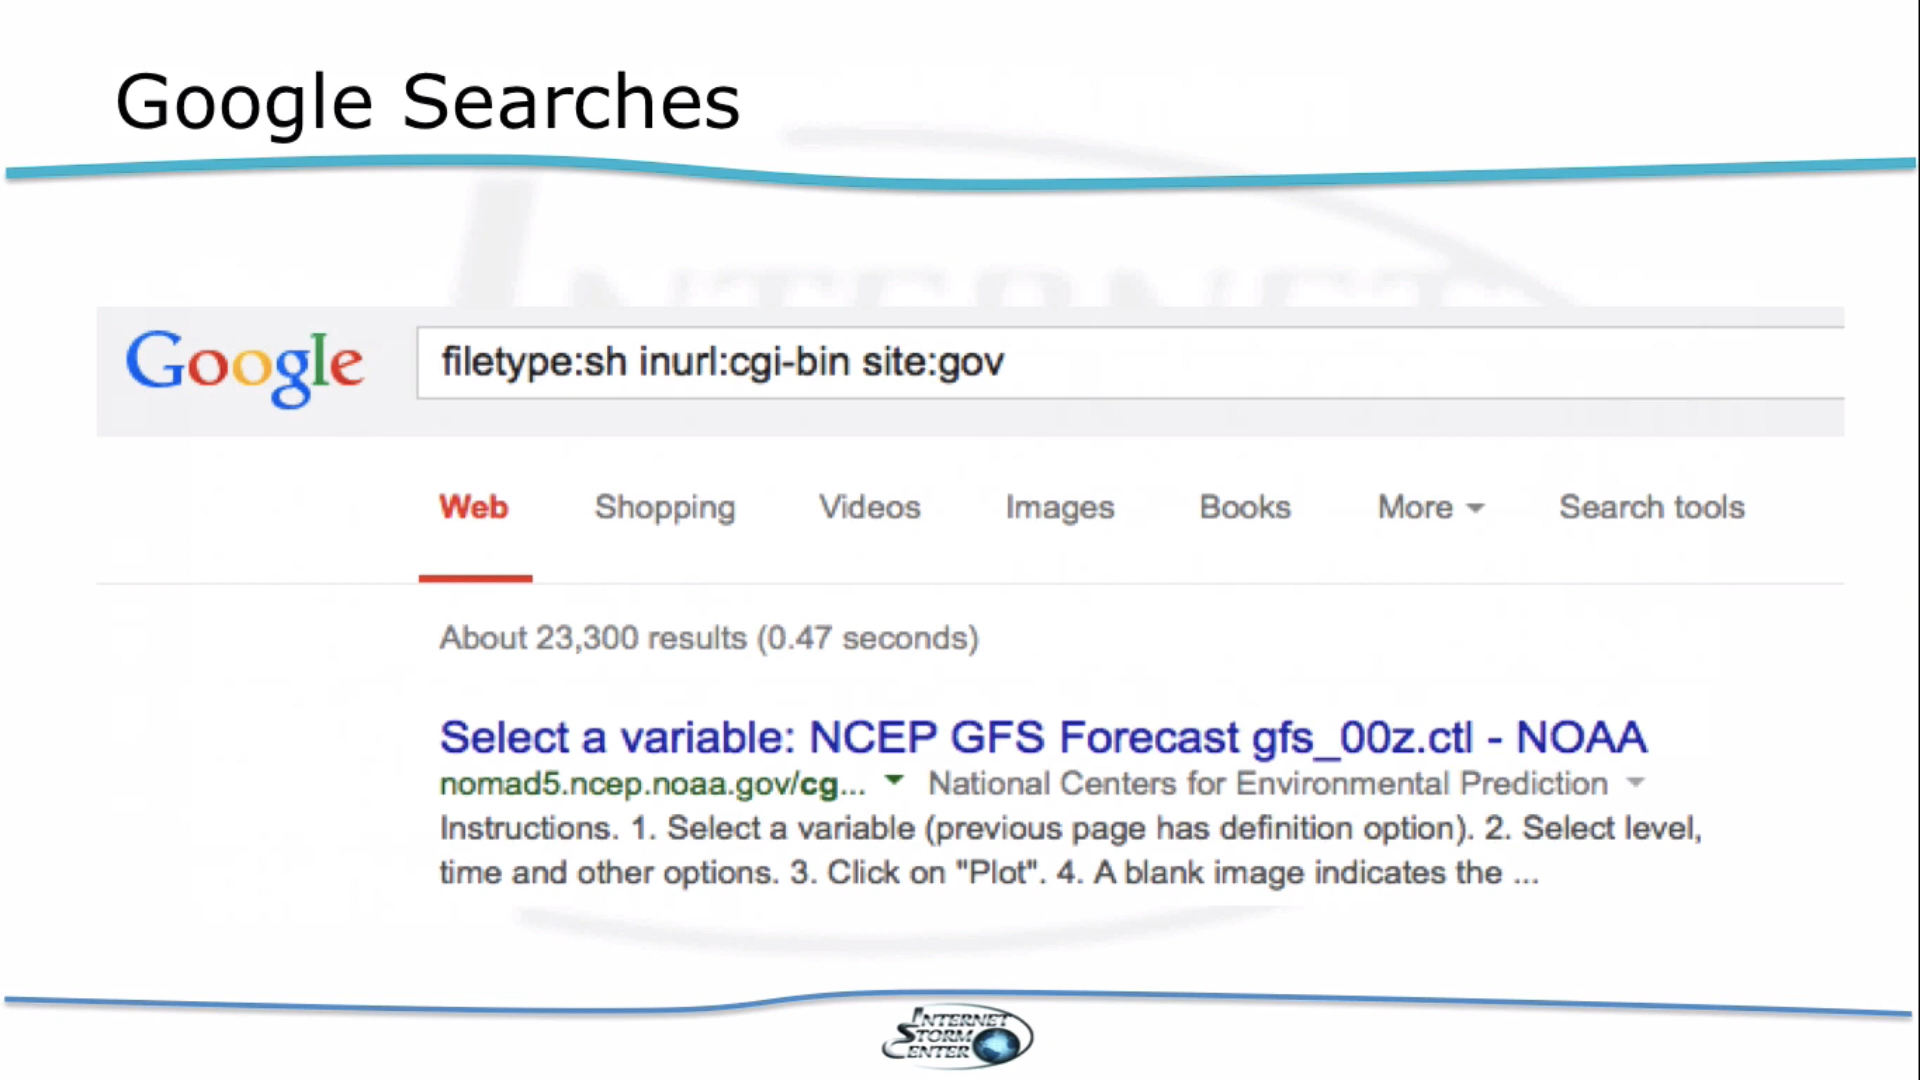 Google Searches
INTERNET
Google
filetype:sh inurl:cgi-bin site:gov
Web Shopping Videos Images Books More Search tools
About 23,300 results (0.47 seconds)
Select a variable: NCEP GFS Forecast gfs_00z.ctl - NOAA
nomad5.ncep.noaa.gov/cg... National Centers for Environmental Prediction
Instructions. 1. Select a variable (previous page has definition option). 2. Select level,
time and other options. 3. Click on "Plot". 4. A blank image indicates the ...
INTERNET
STORM
CENTER